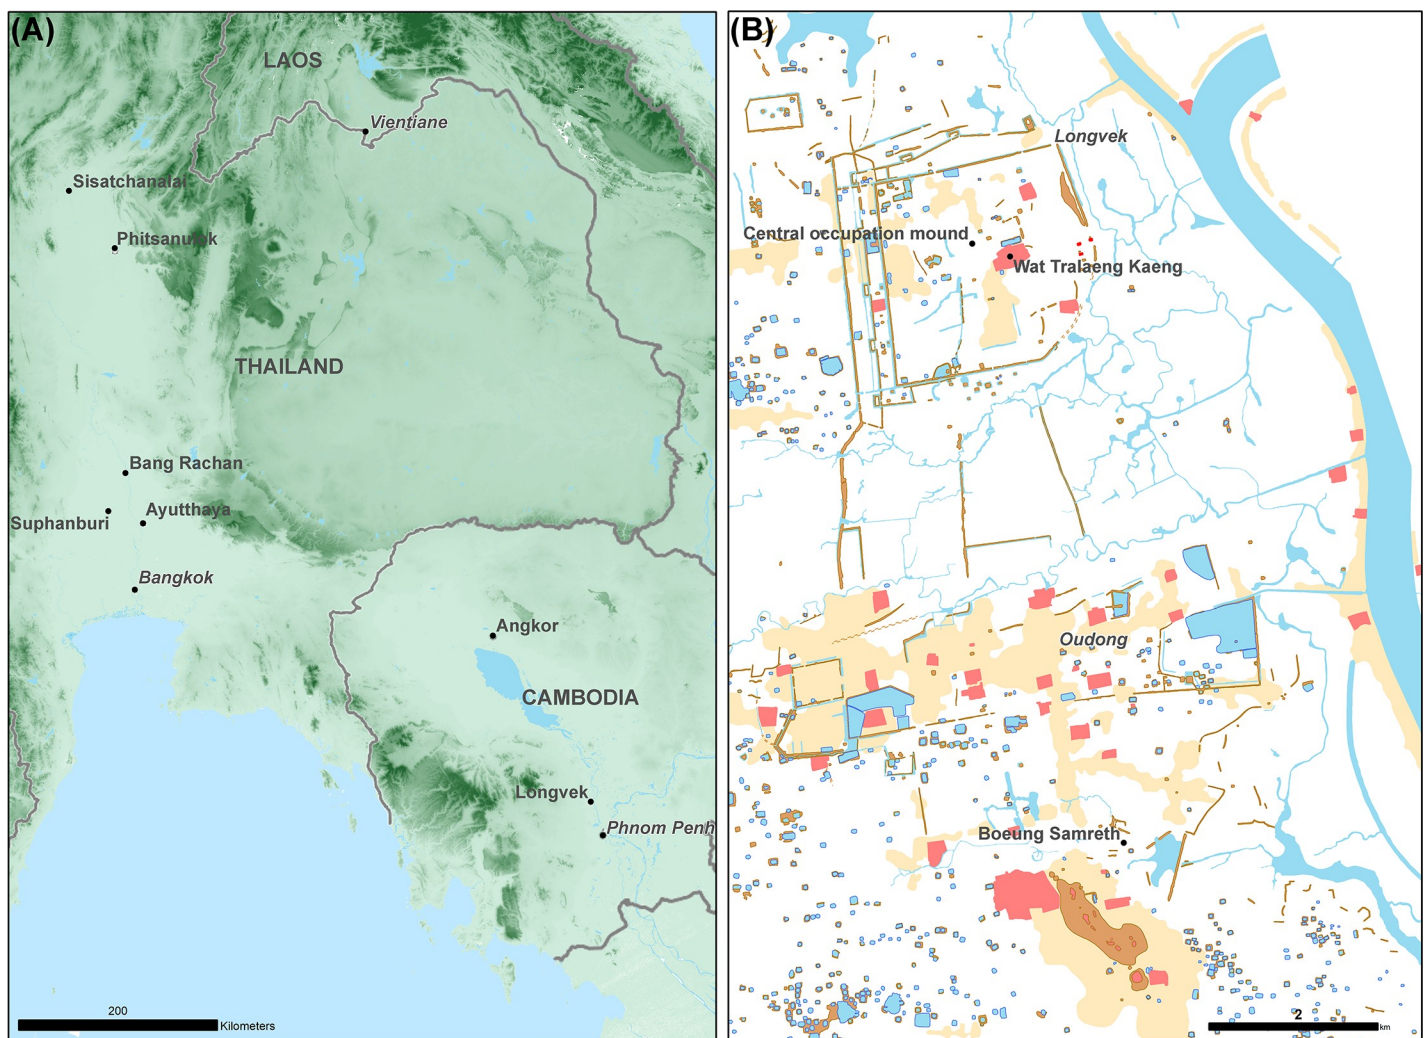 (A)
LAOS
Vientiane
Sisatchanalai
Phitsanulok
THAILAND
Bang Rachan
Suphanburi
Ayutthaya
Bangkok
Angkor
CAMBODIA
Longvek
Phnom Penh
200
Kilometers
(B)
Longvek
Central occupation mound
Wat Tralaeng Kaeng
Oudong
Boeung Samreth
2
km